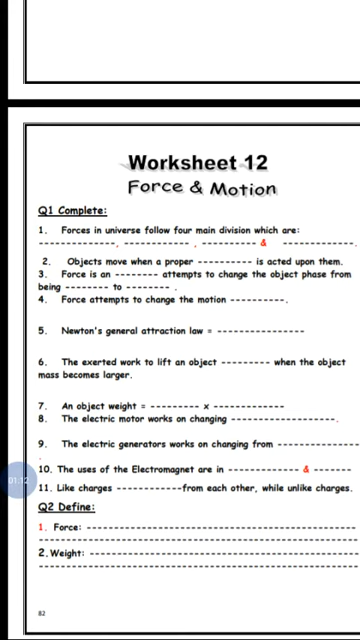 Worksheet 12
Force & Motion
Q1 Complete:
1. Forces in universe follow four main division which are:
---------------, ------------- , ----------- & --------------.
2. Objects move when a proper ---------- is acted upon them.
3. Force is an -------- attempts to change the object phase from
being -------- to -------- .
4. Force attempts to change the motion ----------.
5. Newton's general attraction law = -----------------
6. The exerted work to lift an object --------- when the object
mass becomes larger.
7. An object weight = --------- x -------------
8. The electric motor works on changing --------------------.
9. The electric generators works on changing from ---------------
.
10. The uses of the Electromagnet are in ------------- & -------
11. Like charges ------------from each other, while unlike charges.
Q2 Define:
1. Force: ---------------------------------------------------
------------------------------------------------------------
2. Weight: --------------------------------------------------
------------------------------------------------------------
82
01:12